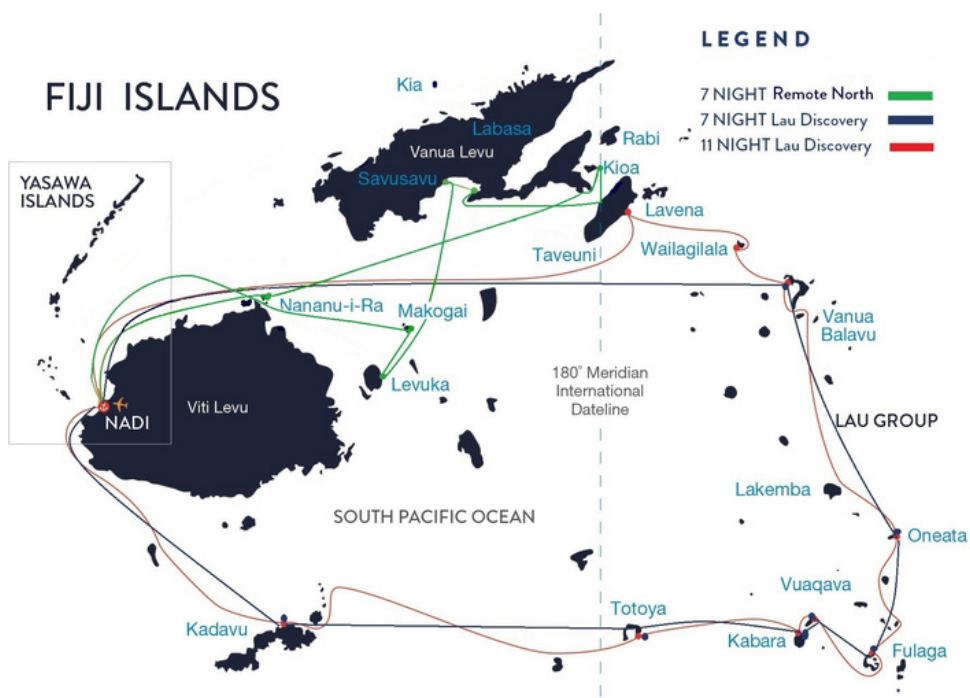 FIJI ISLANDS
LEGEND
7 NIGHT Remote North
7 NIGHT Lau Discovery
11 NIGHT Lau Discovery
Kia
Labasa
Vanua Levu
Rabi
Savusavu
Kioa
YASAWA
ISLANDS
Lavena
Taveuni
Wailagilala
Nananu-i-Ra
Makogai
Vanua
Balavu
Levuka
180° Meridian
International
Dateline
Viti Levu
NADI
LAU GROUP
Lakemba
SOUTH PACIFIC OCEAN
Oneata
Vuaqava
Totoya
Kadavu
Kabara
Fulaga